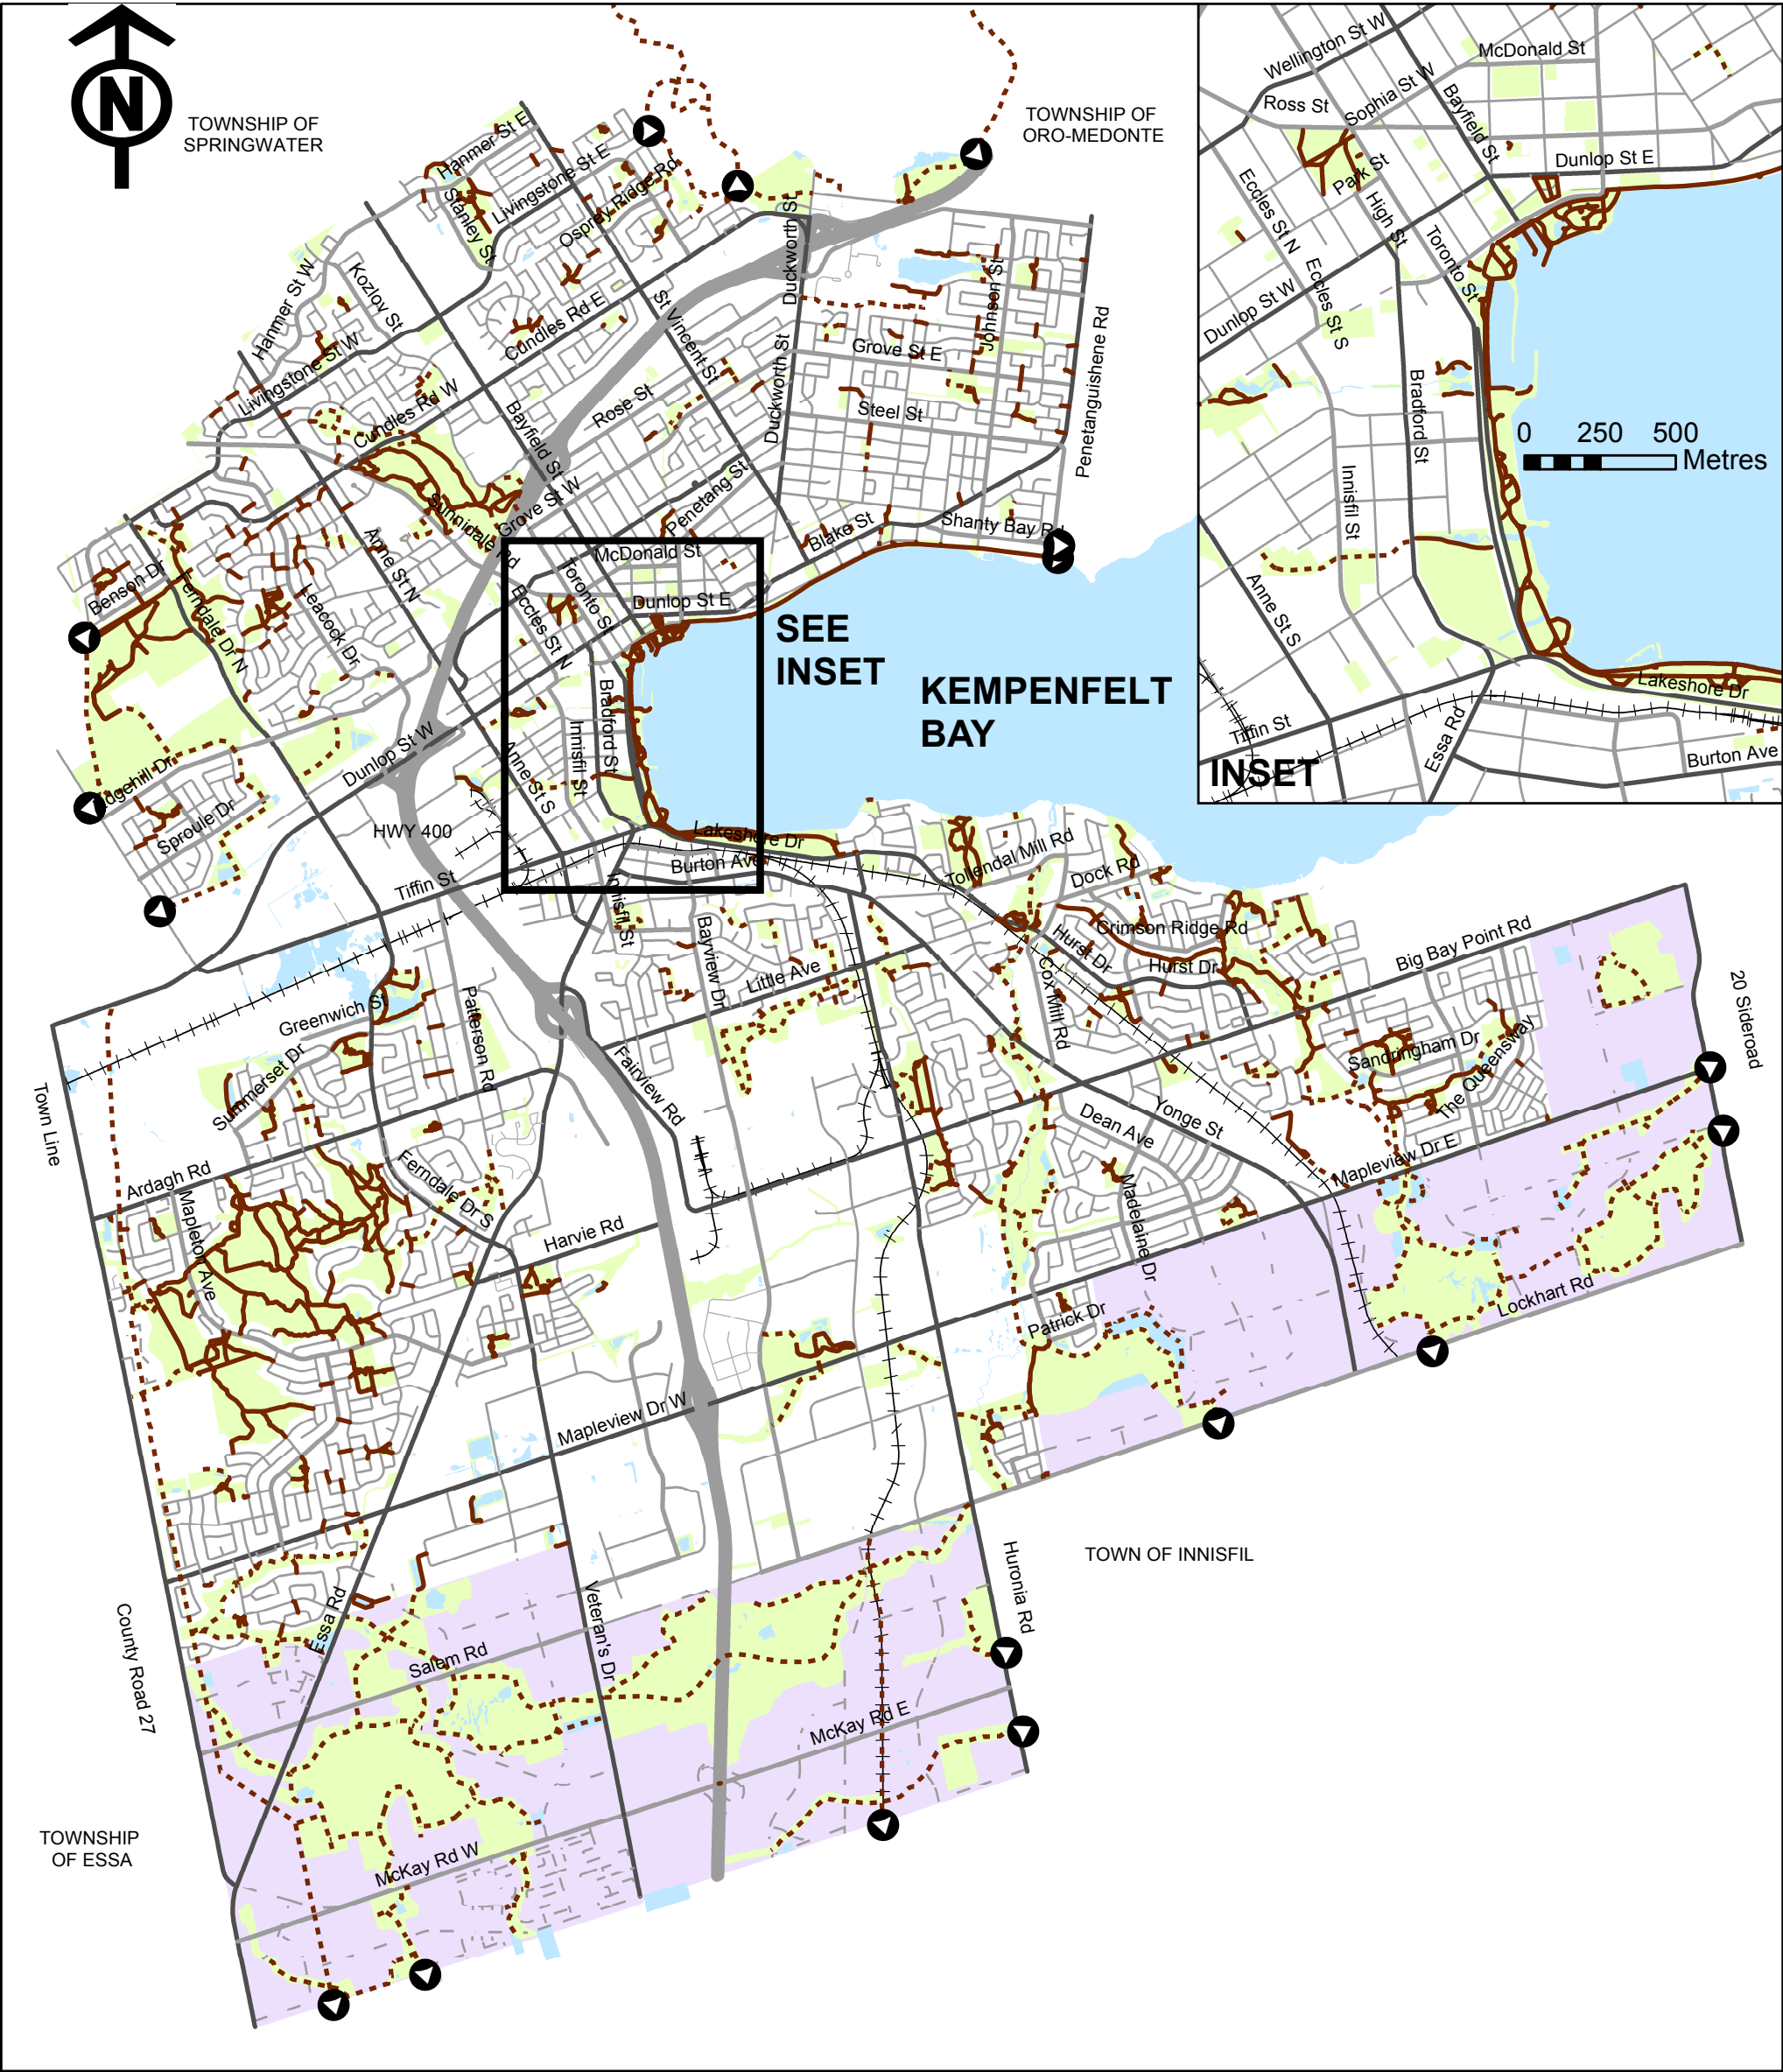 N
TOWNSHIP OF
SPRINGWATER
TOWNSHIP OF
ORO-MEDONTE
Hanmer St E
Stanley St
Livingstone St E
Osprey Ridge Rd
Hanmer St W
Kozlov St
Livingstone St W
Cundles Rd E
Cundles Rd W
St Vincent St
Duckworth St
Duckworth St
Johnson St
Penetanguishene Rd
Grove St E
Steel St
Rose St
Bayfield St
Grove St W
Sunnidale Rd
Penetang St
McDonald St
Blake St
Shanty Bay Rd
Anne St N
Toronto St
Dunlop St E
Eccles St N
Benson Dr
Ferndale Dr N
Leacock Dr
SEE
INSET
KEMPENFELT
BAY
Bradford St
Innisfil St
Anne St S
Dunlop St W
Sproule Dr
HWY 400
Tiffin St
Lakeshore Dr
Burton Ave
Innisfil St
Bayview Dr
Little Ave
Tollendal Mill Rd
Dock Rd
Crimson Ridge Rd
Hurst Dr
Hurst Dr
Cox Mill Rd
Big Bay Point Rd
20 Sideroad
Sandringham Dr
The Queensway
Greenwich St
Summerset Dr
Patterson Rd
Fairview Rd
Town Line
Dean Ave
Yonge St
Mapleview Dr E
Ardagh Rd
Mapleton Ave
Ferndale Dr S
Harvie Rd
Madelaine Dr
Patrick Dr
Lockhart Rd
Mapleview Dr W
TOWN OF INNISFIL
Huronia Rd
Veteran's Dr
Essa Rd
Salem Rd
County Road 27
McKay Rd E
McKay Rd W
TOWNSHIP
OF ESSA
Wellington St W
McDonald St
Ross St
Sophia St W
Bayfield St
Dunlop St E
Park St
Eccles St N
High St
Toronto St
Eccles St S
Dunlop St W
Bradford St
0 250 500
Metres
Innisfil St
Anne St S
Lakeshore Dr
Tiffin St
Essa Rd
Burton Ave
INSET